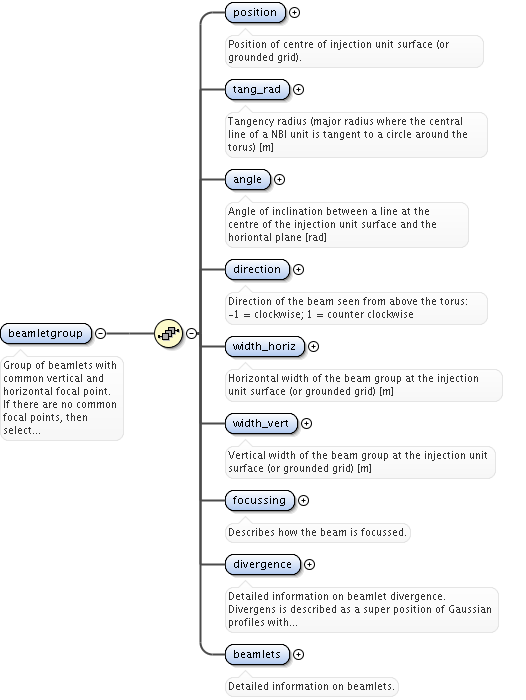 position
Position of centre of injection unit surface (or
grounded grid).
tang_rad
Tangency radius (major radius where the central
line of a NBI unit is tangent to a circle around the
torus) [m]
angle
Angle of inclination between a line at the
centre of the injection unit surface and the
horiontal plane [rad]
direction
Direction of the beam seen from above the torus:
-1 = clockwise; 1 = counter clockwise
beamletgroup
Group of beamlets with
common vertical and
horizontal focal point.
If there are no common
focal points, then
select...
width_horiz
Horizontal width of the beam group at the injection
unit surface (or grounded grid) [m]
width_vert
Vertical width of the beam group at the injection unit
surface (or grounded grid) [m]
focussing
Describes how the beam is focussed.
divergence
Detailed information on beamlet divergence.
Divergens is described as a super position of Gaussian
profiles with...
beamlets
Detailed information on beamlets.